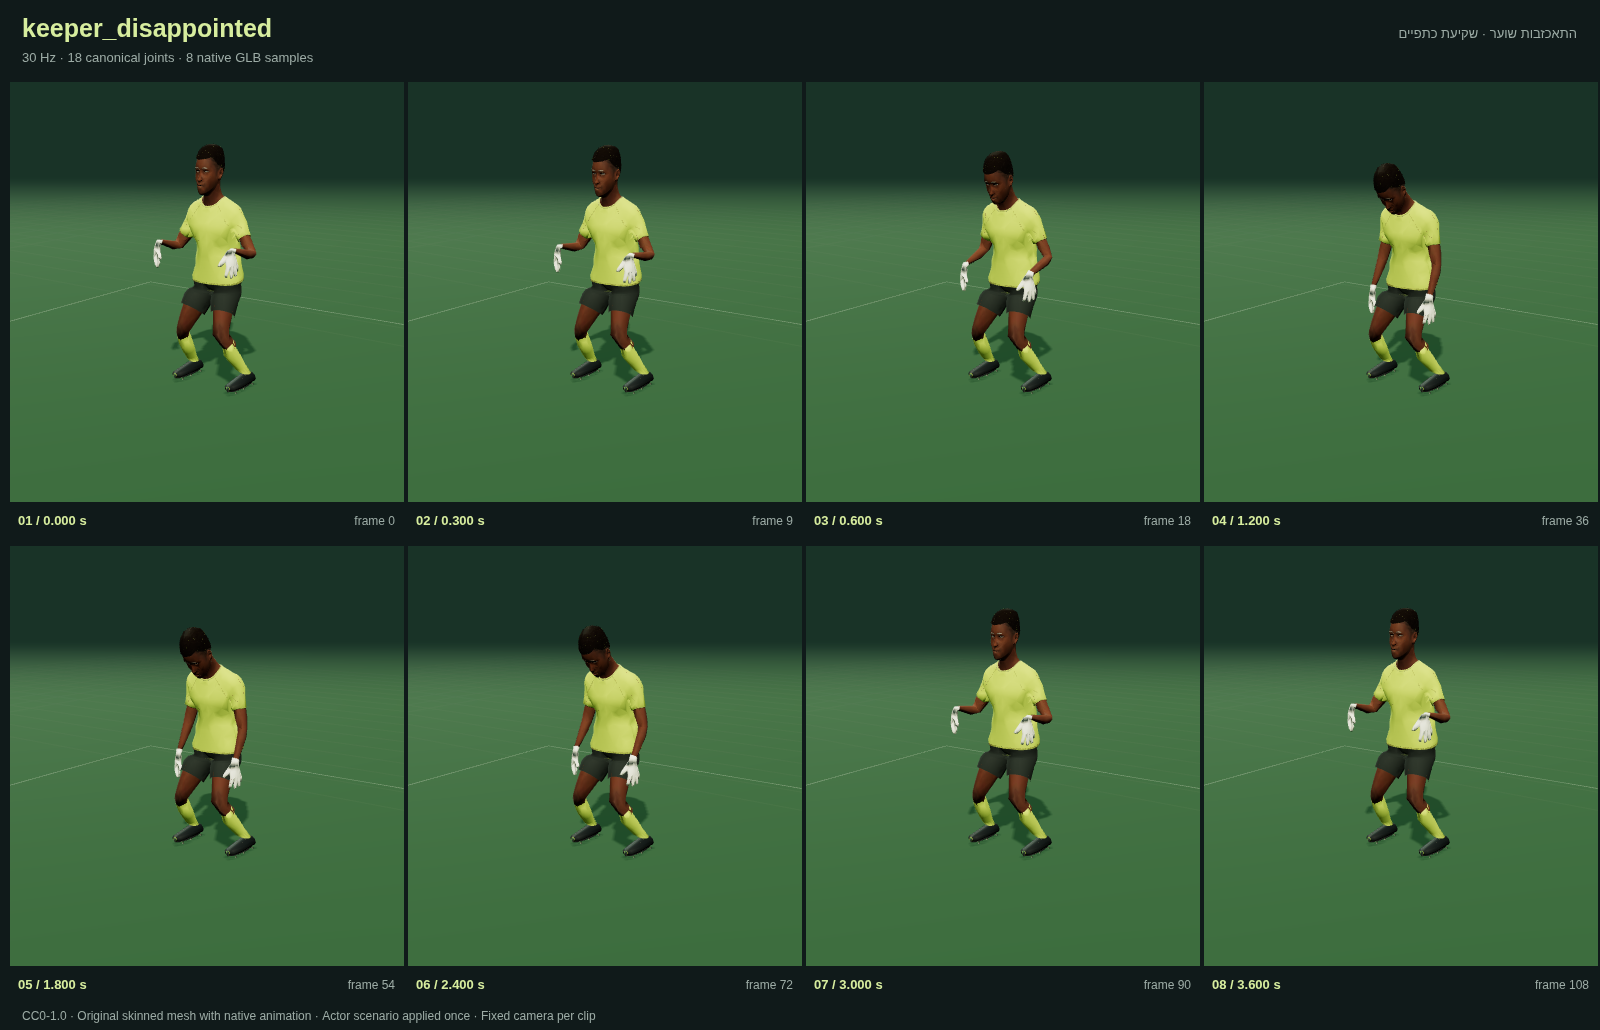 keeper_disappointed
התאכזבות שוער · שקיעת כתפיים
30 Hz · 18 canonical joints · 8 native GLB samples
01 / 0.000 s frame 0 02 / 0.300 s frame 9 03 / 0.600 s frame 18 04 / 1.200 s frame 36
05 / 1.800 s frame 54 06 / 2.400 s frame 72 07 / 3.000 s frame 90 08 / 3.600 s frame 108
CC0-1.0 · Original skinned mesh with native animation · Actor scenario applied once · Fixed camera per clip